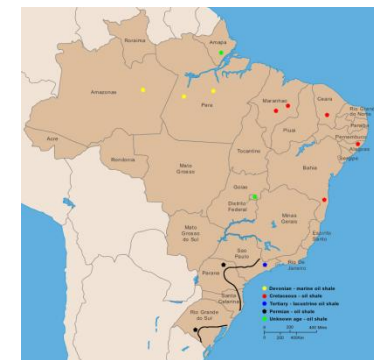 Roraima
Amapa
Amazonas
Para
Maranhao
Ceara
Rio Grande
do Norte
Paraiba
Pernambuco
Alagoas
Sergipe
Piaui
Acre
Rondonia
Tocantins
Mato
Grosso
Bahia
Goias
Distrito
Federal
Minas
Gerais
Mato
Grosso
do Sul
Espirito
Santo
Sao
Paulo
Rio De
Janeiro
Parana
Santa
Catarina
Rio Grande
do Sul
Devonian - marine oil shale
Cretaceous - oil shale
Tertiary - lacustrine oil shale
Permian - oil shale
Unknown age - oil shale